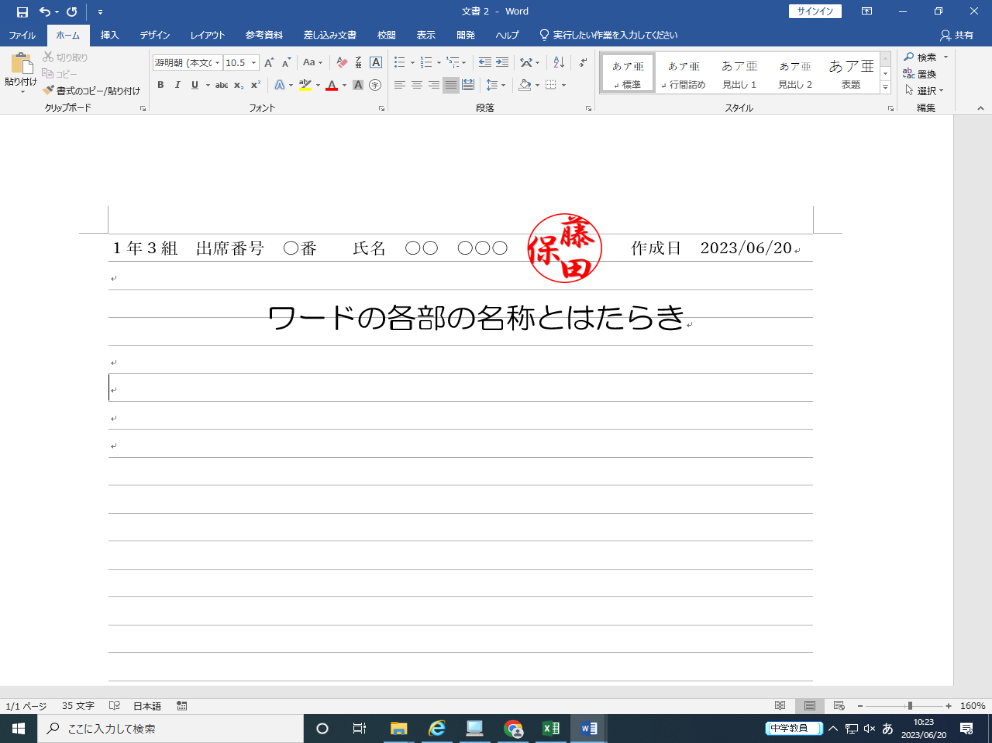 文書 2 - Word
サインイン
ファイル ホーム 挿入 デザイン レイアウト 参考資料 差し込み文書 校閲 表示 開発 ヘルプ 実行したい作業を入力してください 共有
貼り付け
切り取り
コピー
書式のコピー/貼り付け
クリップボード
游明朝 (本文の 10.5
フォント
段落
あア亜 標準
あア亜 行間詰め
あア亜 見出し 1
あア亜 見出し 2
あア亜 表題
スタイル
検索
置換
選択
編集
1年3組 出席番号 〇番 氏名 〇〇 〇〇〇 藤田保 作成日 2023/06/20
ワードの各部の名称とはたらき
1/1 ページ 35 文字 日本語 160%
ここに入力して検索
中学教員 あ 10:23
2023/06/20